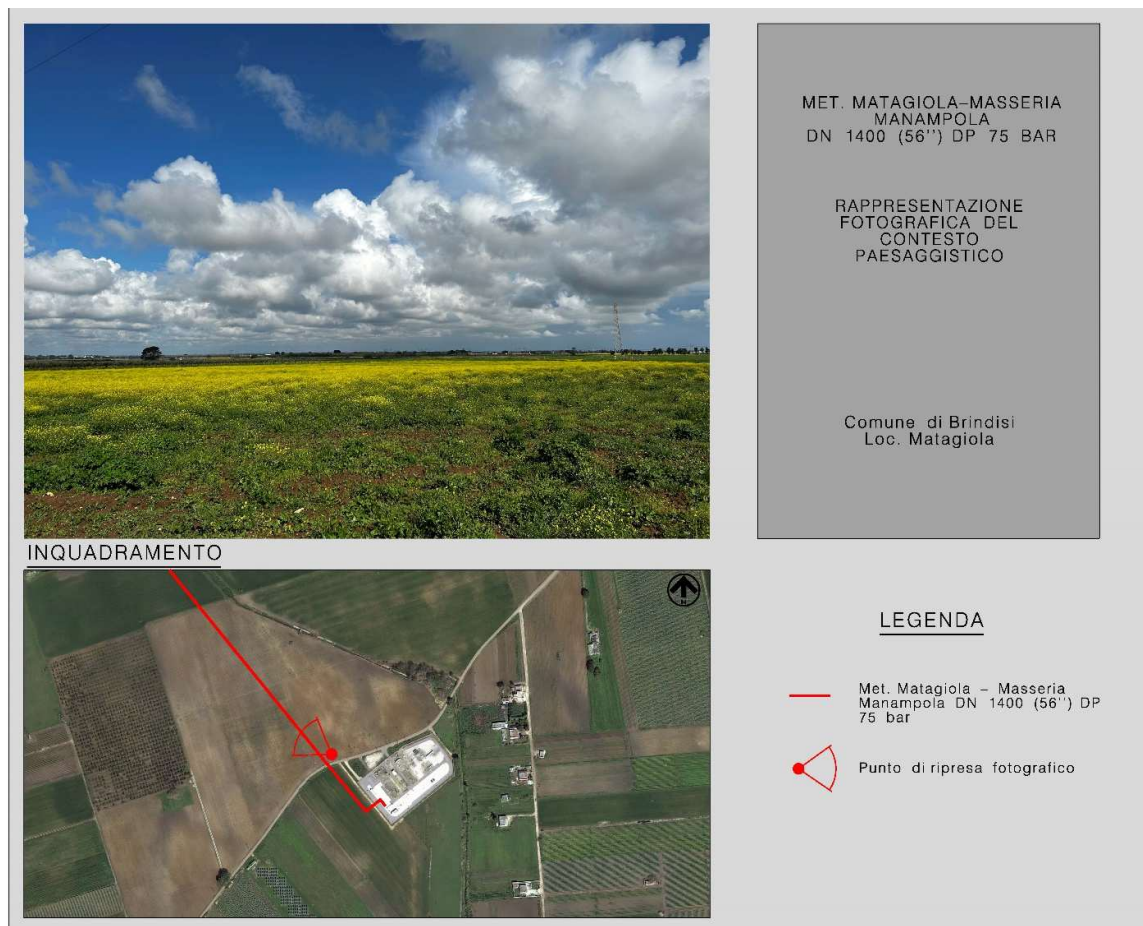 MET. MATAGIOLA-MASSERIA
MANAMPOLA
DN 1400 (56'') DP 75 BAR
RAPPRESENTAZIONE
FOTOGRAFICA DEL
CONTESTO
PAESAGGISTICO
Comune di Brindisi
Loc. Matagiola
INQUADRAMENTO
N
LEGENDA
Met. Matagiola - Masseria
Manampola DN 1400 (56'') DP
75 bar
Punto di ripresa fotografico